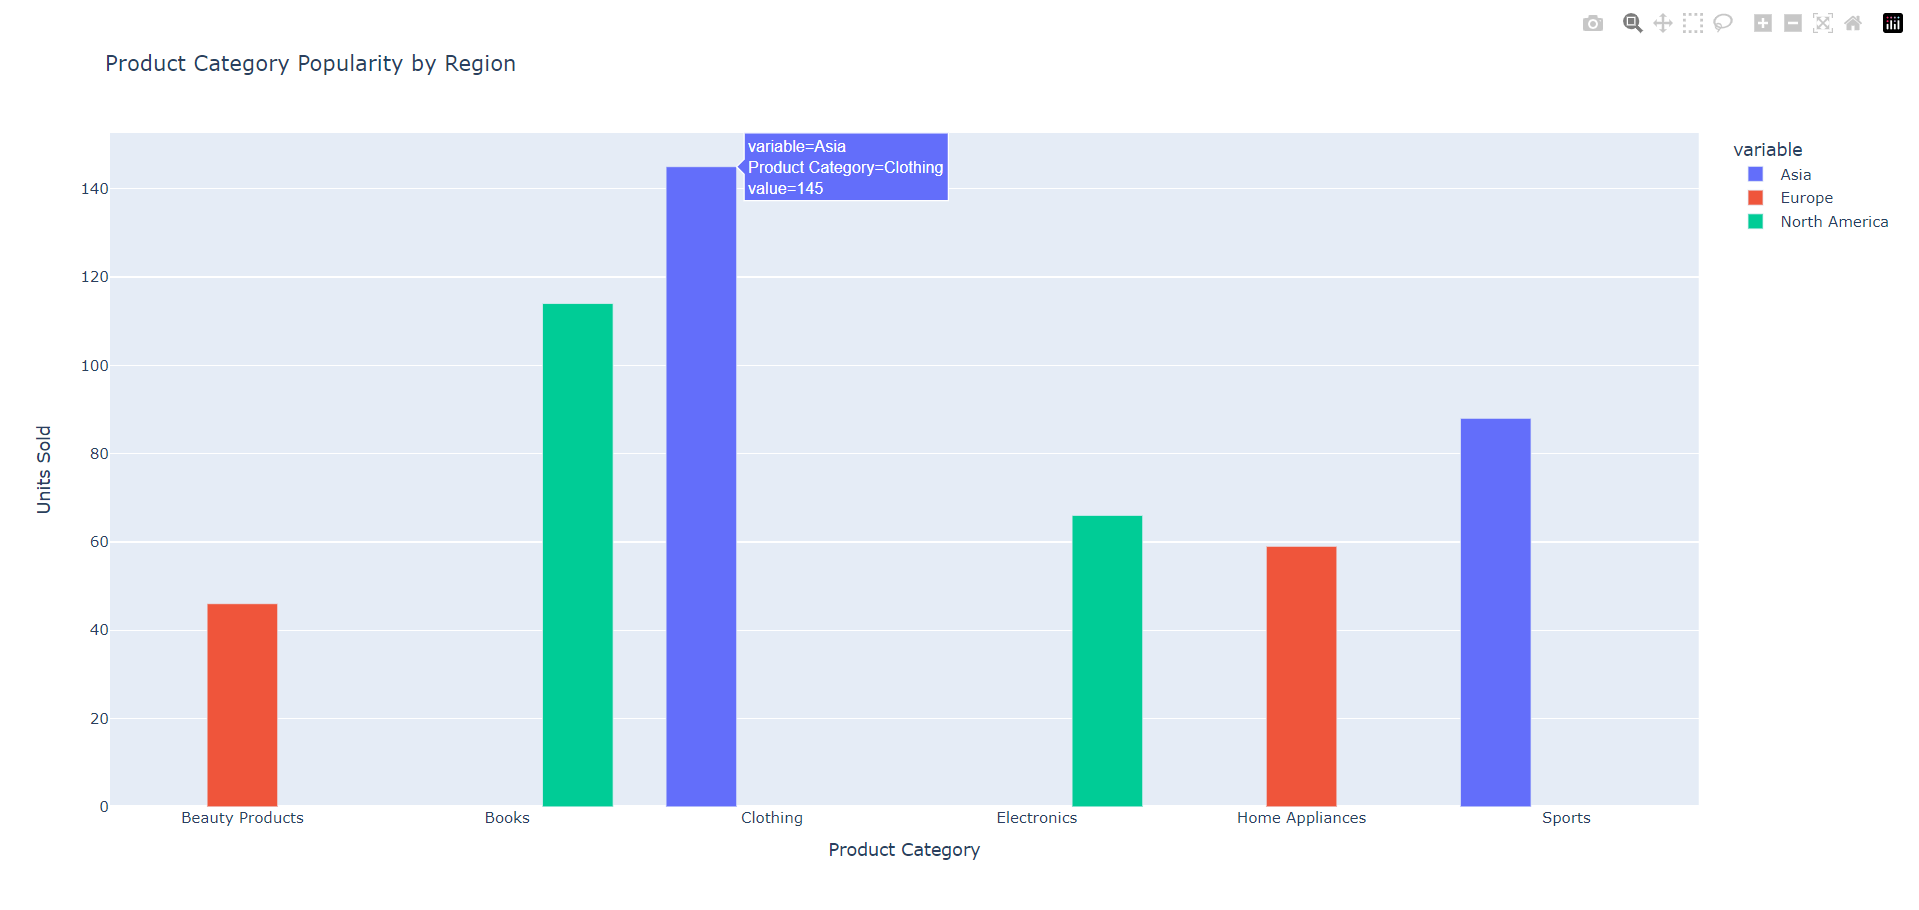 Product Category Popularity by Region
variable=Asia
Product Category=Clothing
value=145
variable
Asia
Europe
North America
140
120
100
80
60
40
20
0
Units Sold
Beauty Products
Books
Clothing
Electronics
Home Appliances
Sports
Product Category